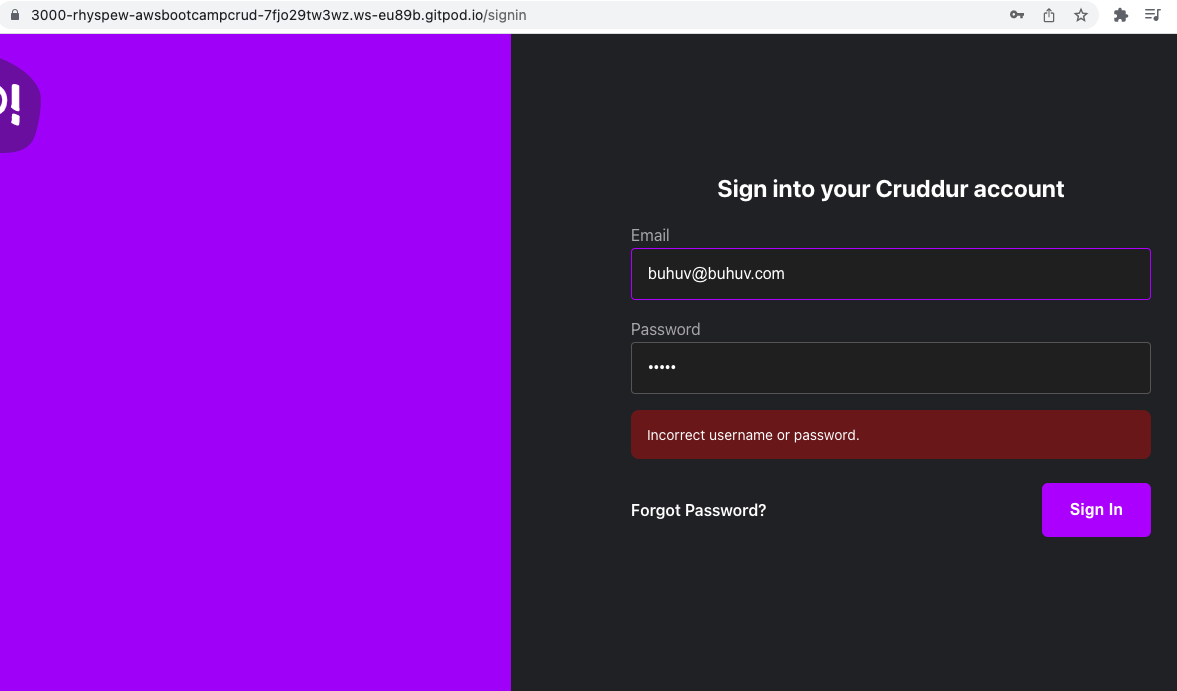 3000-rhyspew-awsbootcampcrud-7fjo29tw3wz.ws-eu89b.gitpod.io/signin
Sign into your Cruddur account
Email
buhuv@buhuv.com
Password
•••••
Incorrect username or password.
Forgot Password?
Sign In